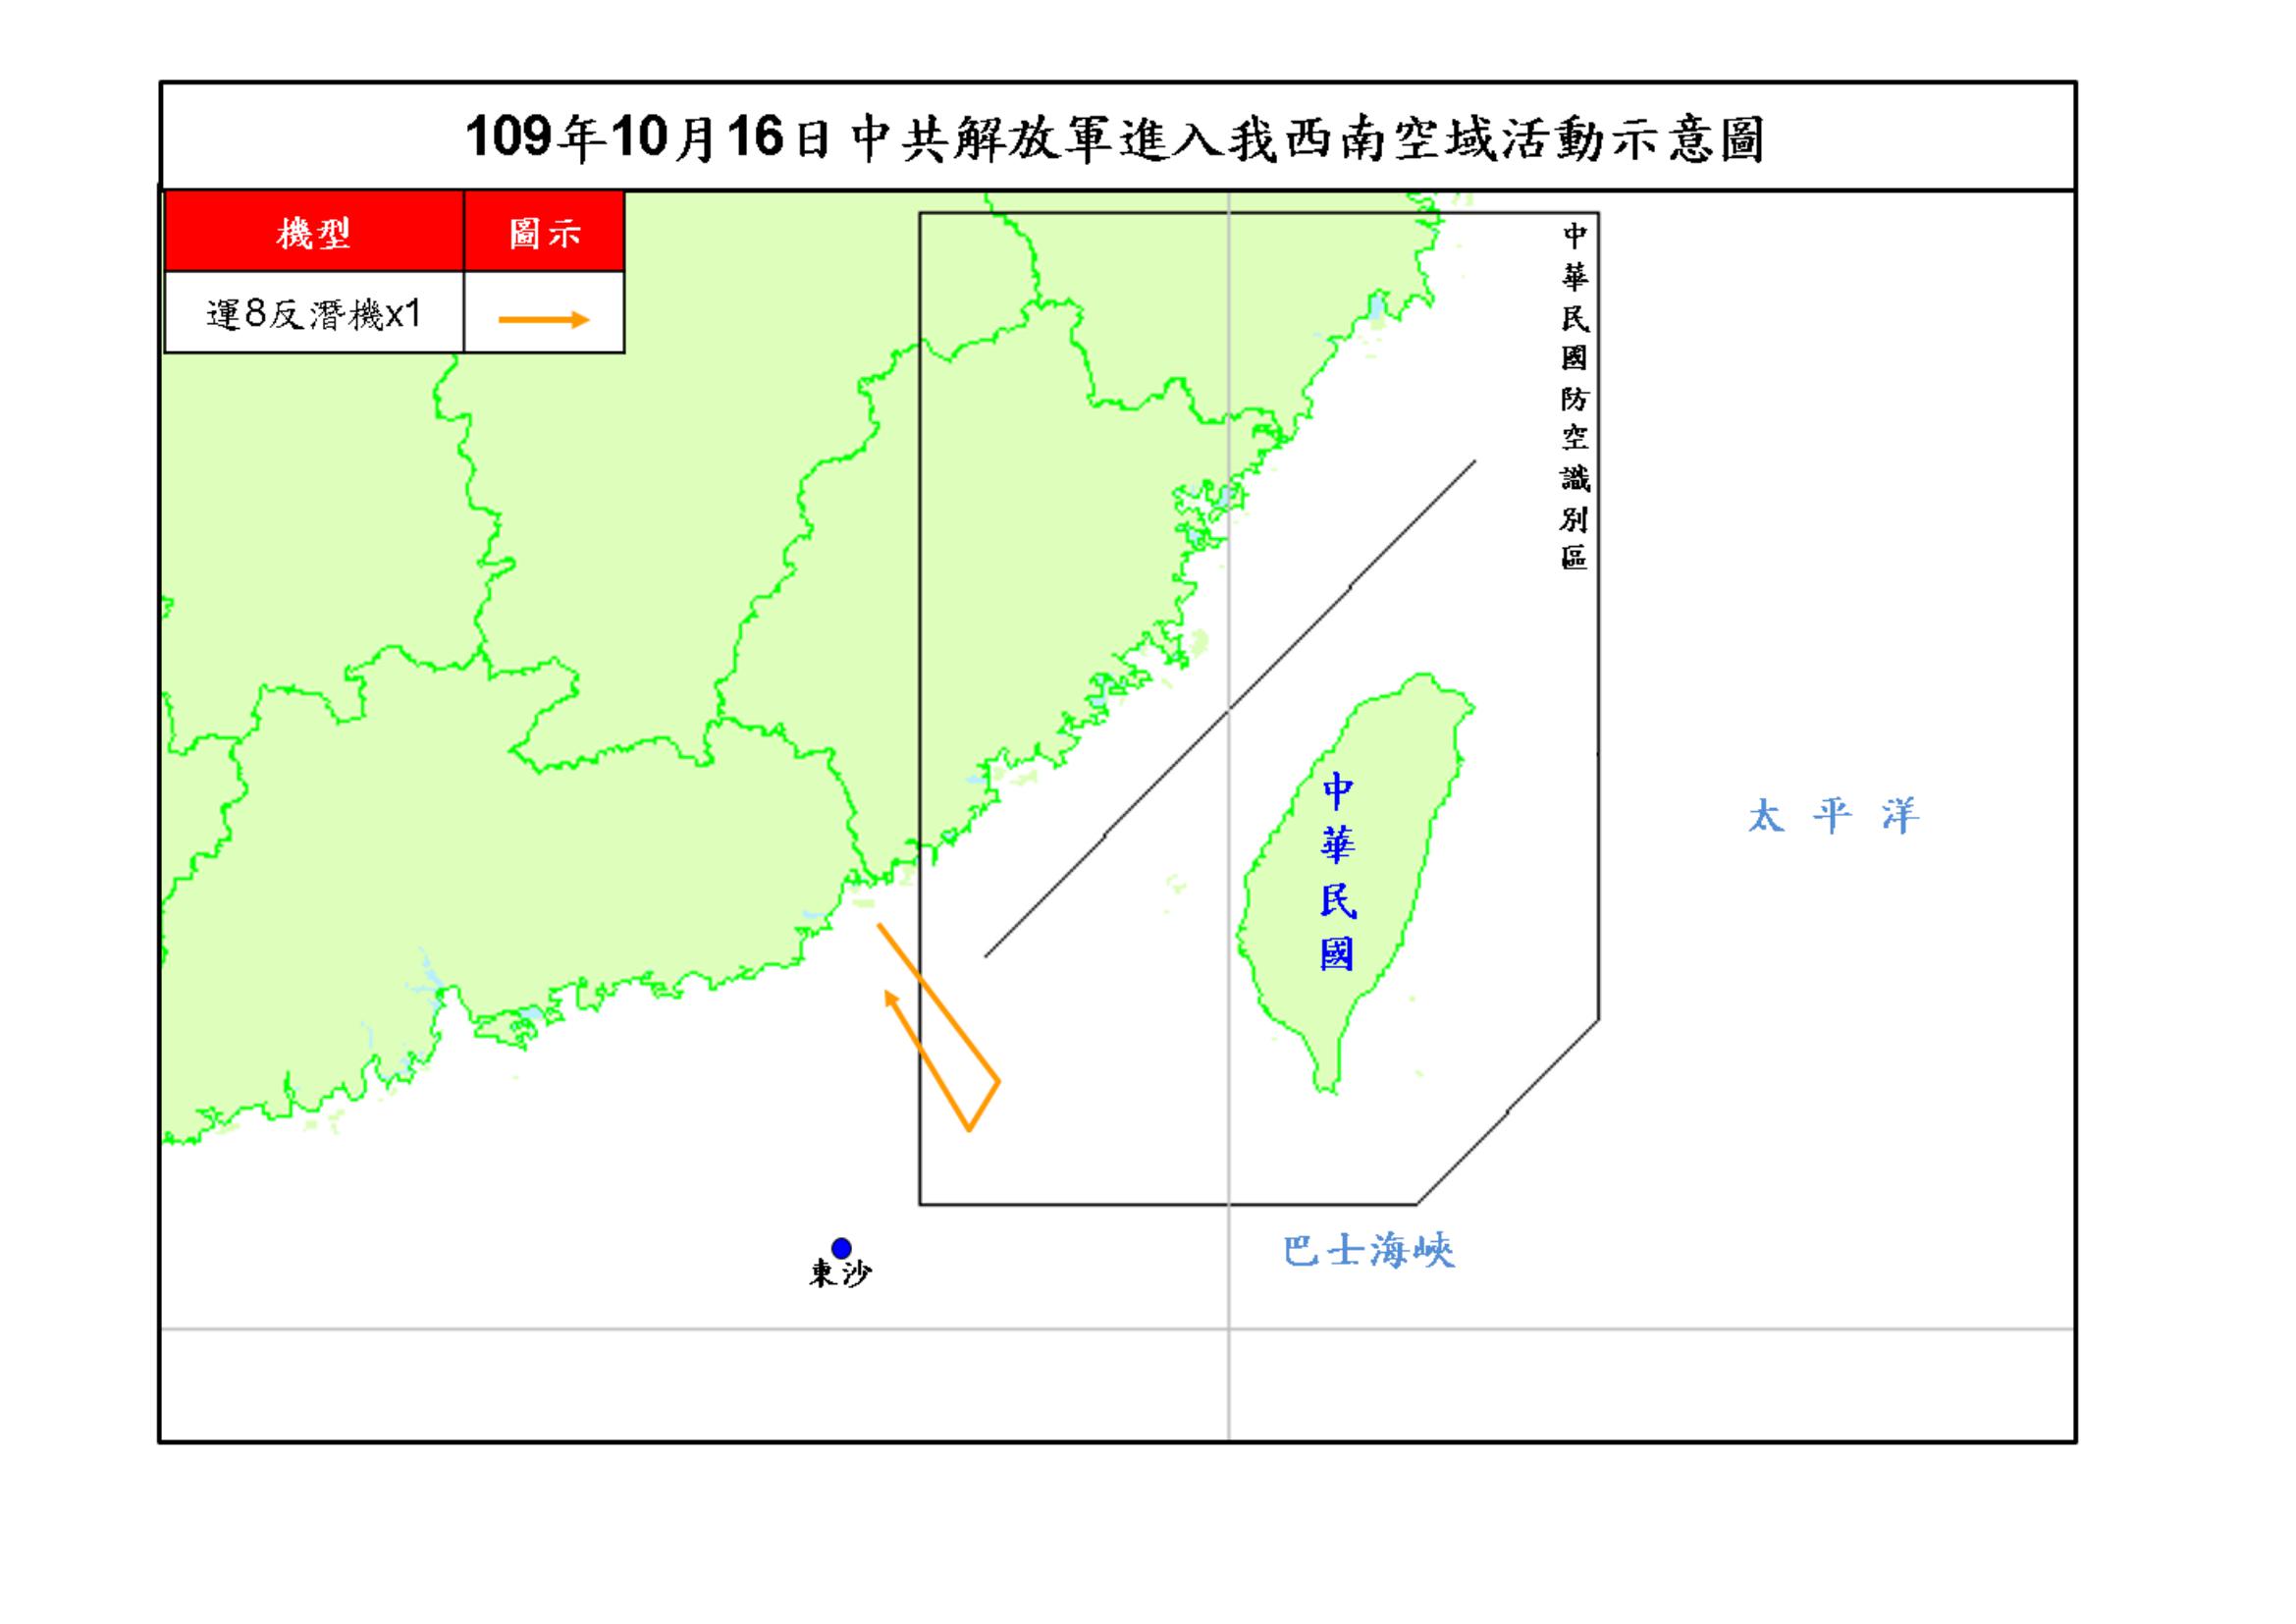 109年10月16日中共解放軍進入我西南空域活動示意圖
機型 圖示
運8反潛機x1
中華民國防空識別區
中華民國
太平洋
巴士海峽
東沙